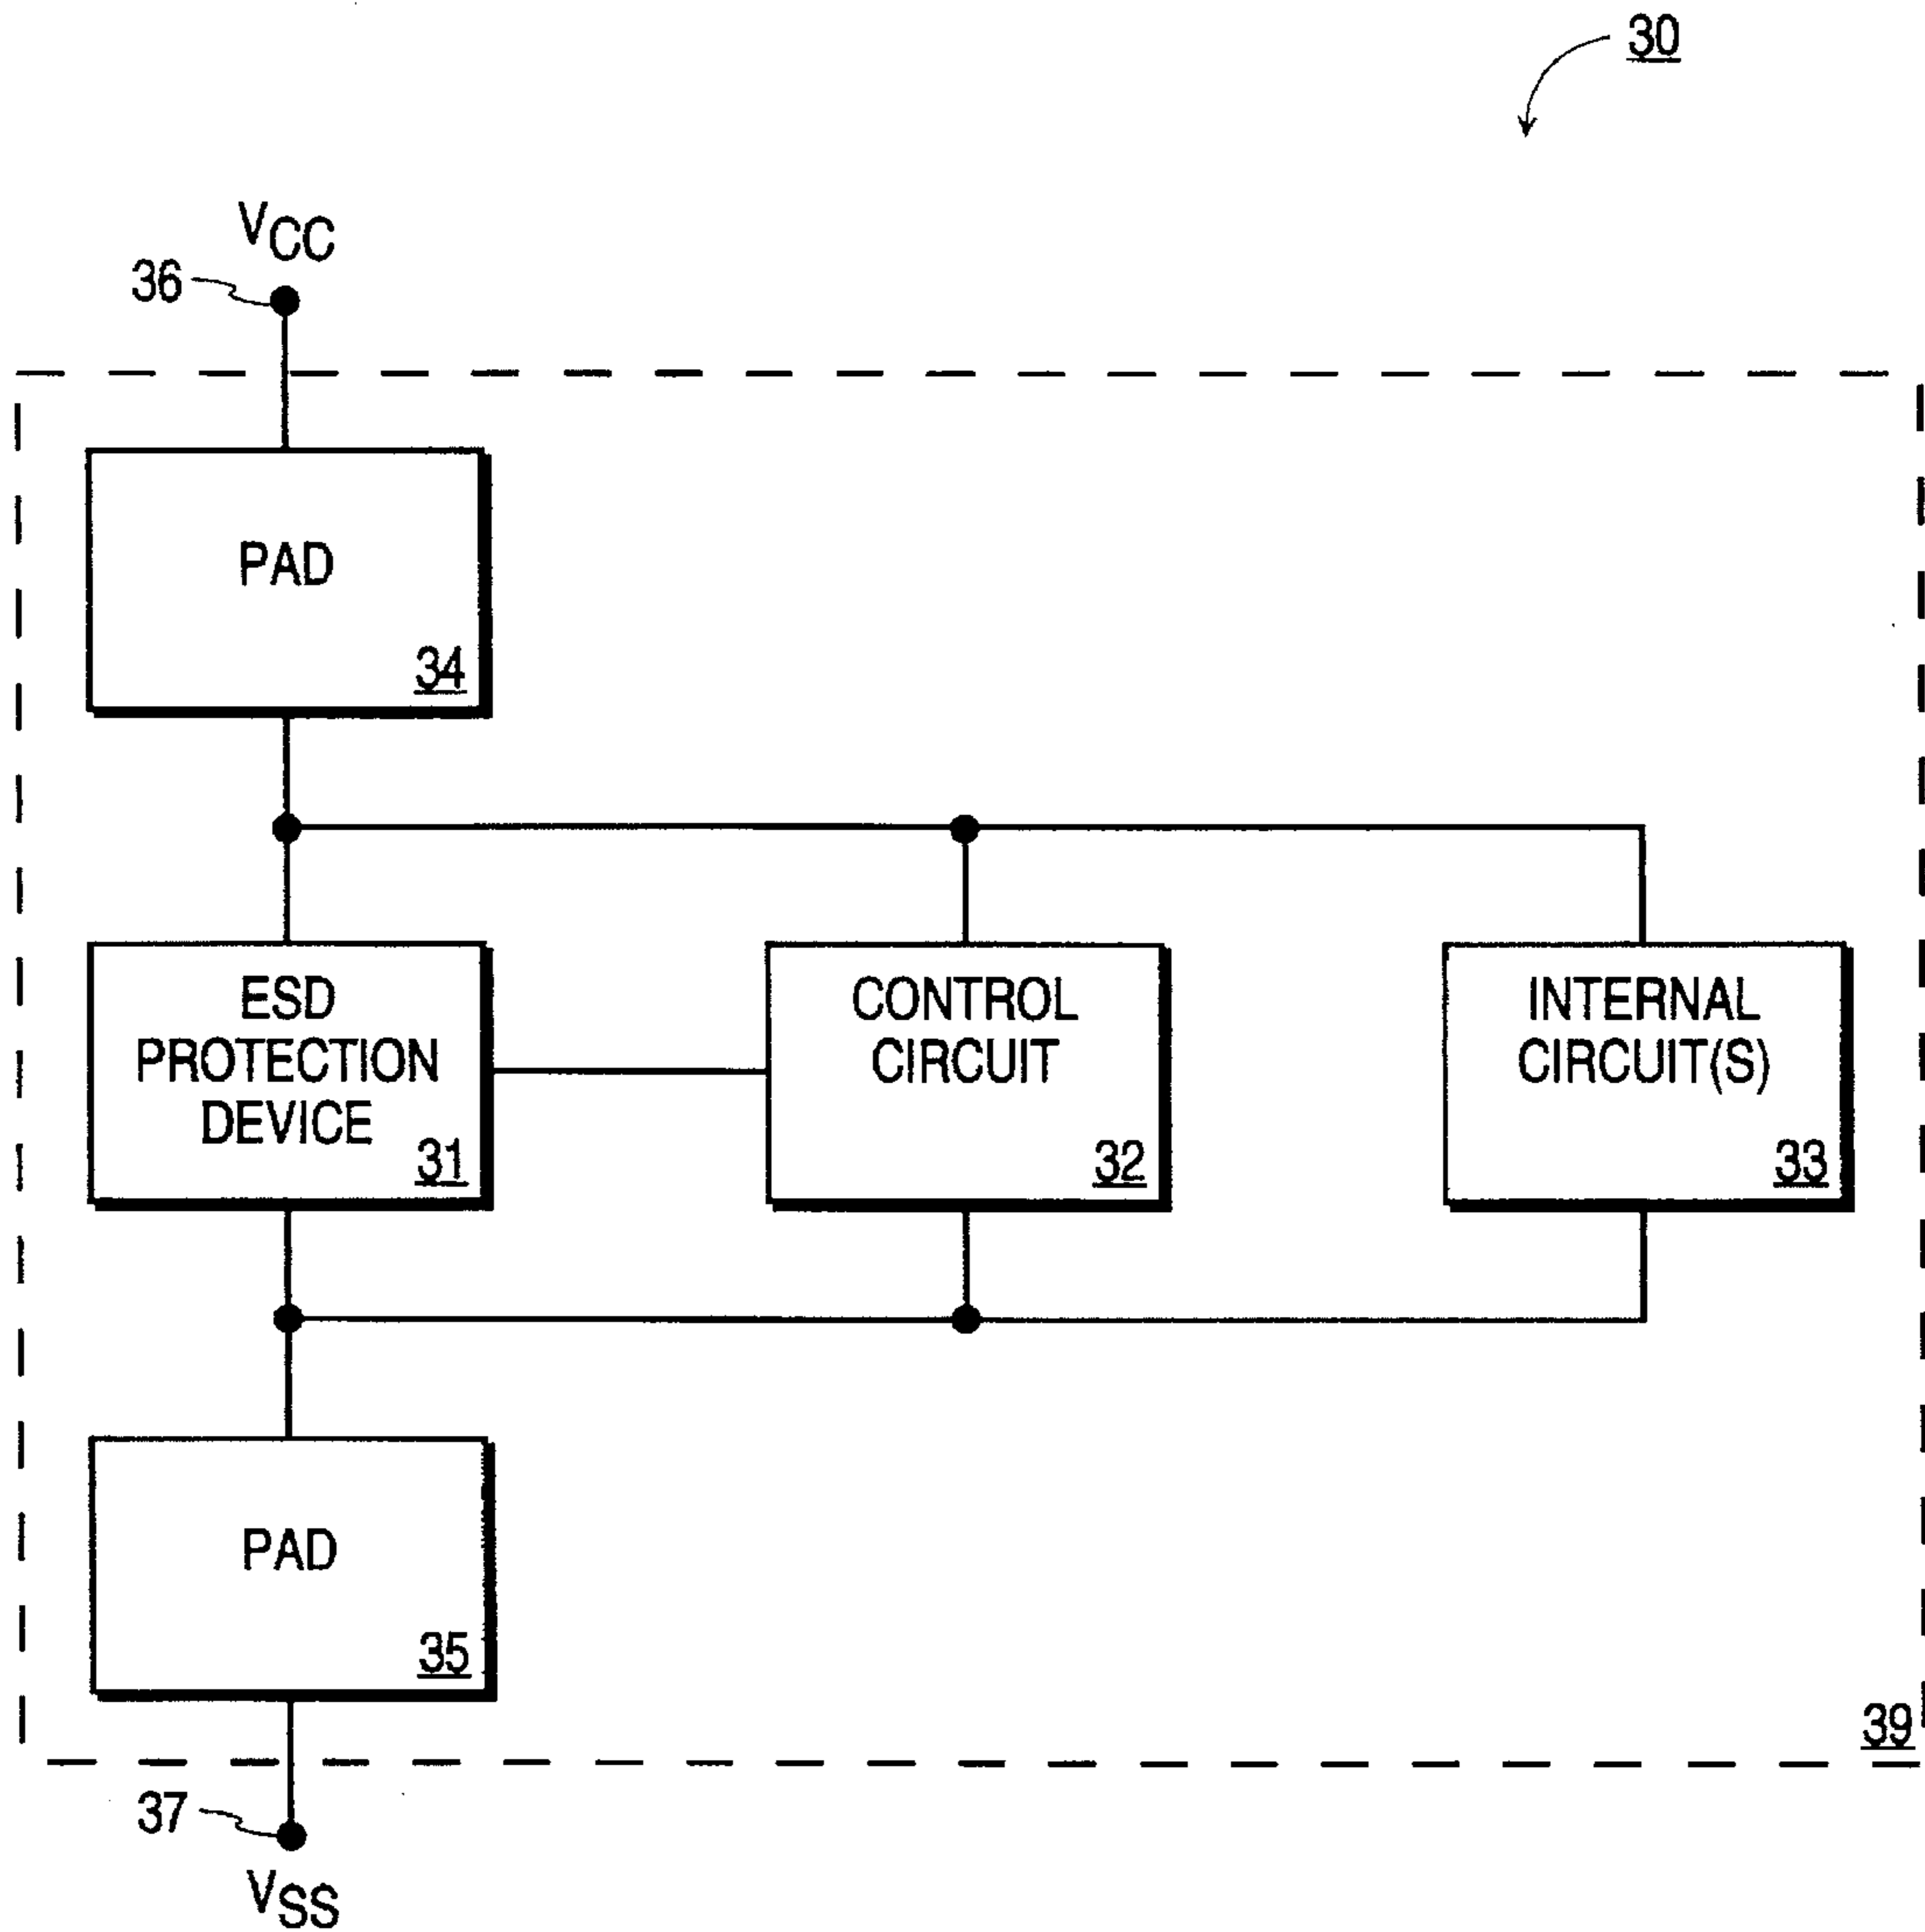 30
VCC
36
PAD
34
ESD
PROTECTION
DEVICE
31
CONTROL
CIRCUIT
32
INTERNAL
CIRCUIT(S)
33
PAD
35
39
37
VSS